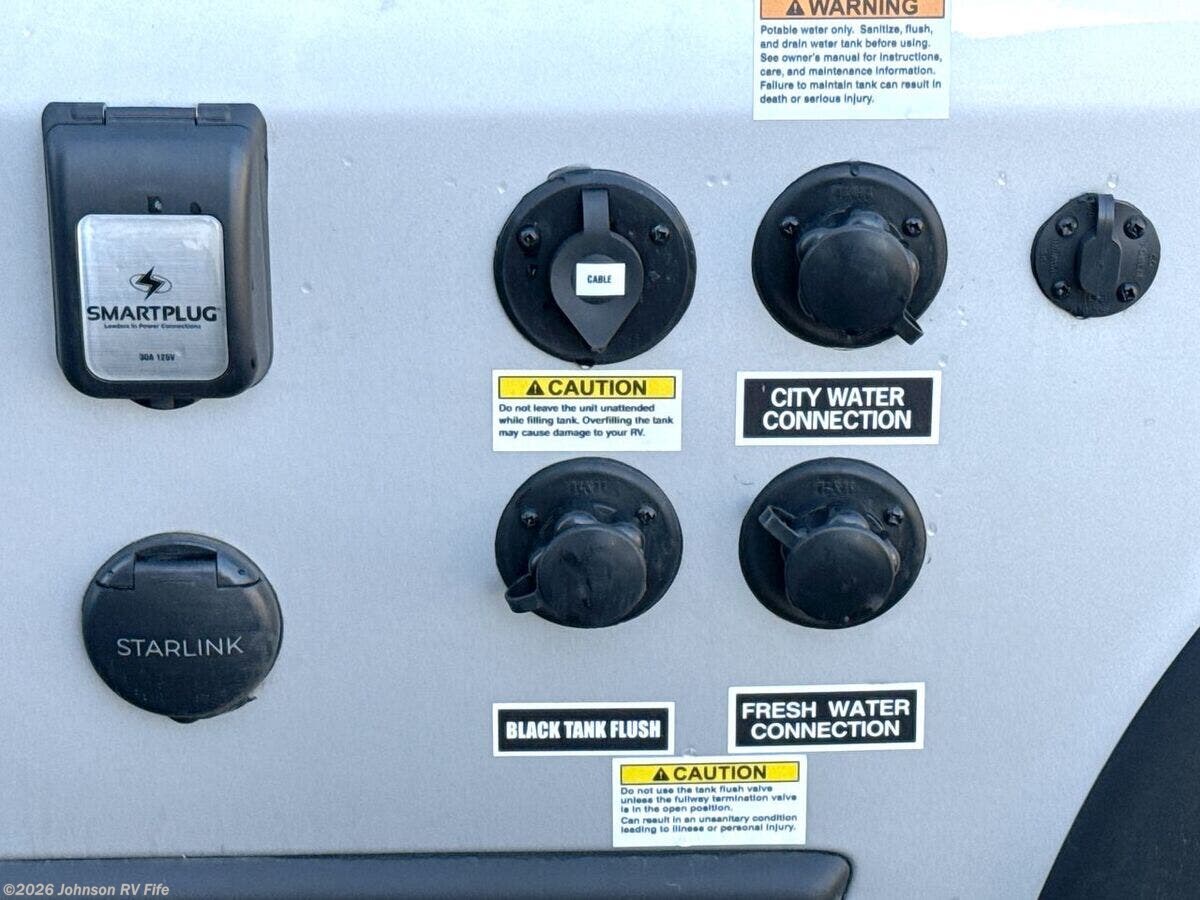 WARNING
Potable water only. Sanitize, flush,
and drain water tank before using.
See owner's manual for instructions,
care, and maintenance information.
Failure to maintain tank can result in
death or serious injury.
SMARTPLUG
Leaders in Power Connections
30A 125V
CABLE
CAUTION
Do not leave the unit unattended
while filling tank. Overfilling the tank
may cause damage to your RV.
CITY WATER
CONNECTION
STARLINK
BLACK TANK FLUSH
FRESH WATER
CONNECTION
CAUTION
Do not use the tank flush valve
unless the fullway termination valve
is in the open position.
Can result in an unsanitary condition
leading to illness or personal injury.
©2026 Johnson RV Fife